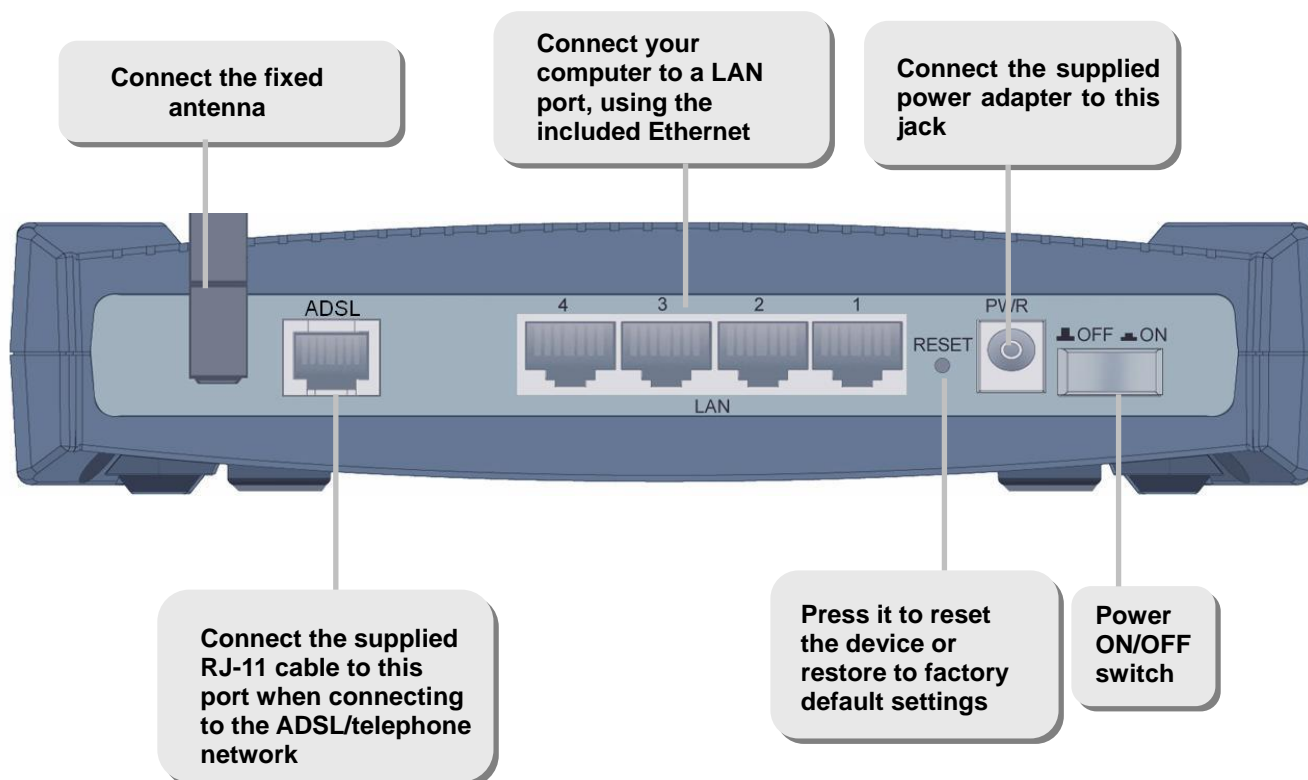 Connect the fixed
antenna
Connect your
computer to a LAN
port, using the
included Ethernet
Connect the supplied
power adapter to this
jack
ADSL
4 3 2 1
LAN
RESET
PWR
OFF ON
Connect the supplied
RJ-11 cable to this
port when connecting
to the ADSL/telephone
network
Press it to reset
the device or
restore to factory
default settings
Power
ON/OFF
switch